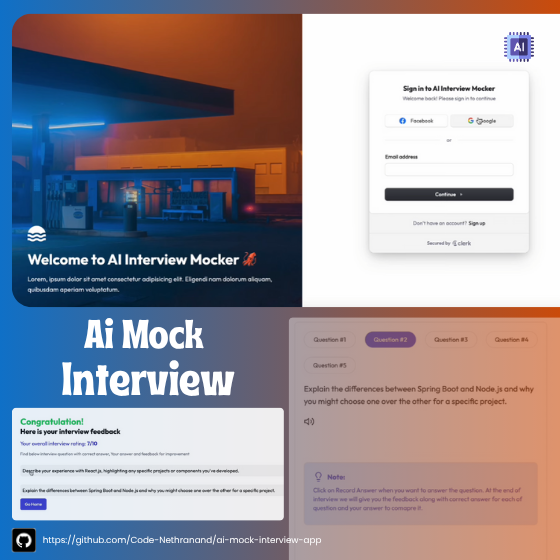 AI
Sign in to AI Interview Mocker
Welcome back! Please sign in to continue
Facebook
Google
or
Email address
Continue
Don't have an account? Sign up
Secured by clerk
Welcome to AI Interview Mocker
Lorem, ipsum dolor sit amet consectetur adipisicing elit. Eligendi nam dolorum aliquam,
quibusdam aperiam voluptatum.
Ai Mock
Interview
Question #1
Question #2
Question #3
Question #4
Question #5
Explain the differences between Spring Boot and Node.js and why
you might choose one over the other for a specific project.
Note:
Click on Record Answer when you want to answer the question. At the end of
interview we will give you the feedback along with correct answer for each of
question and your answer to comapre it
Congratulation!
Here is your interview feedback
Your overall interview rating: 7/10
Find below interview question with correct answer, Your answer and feedback for improvement
Describe your experience with React.js, highlighting any specific projects or components you've developed.
Explain the differences between Spring Boot and Node.js and why you might choose one over the other for a specific project.
Go Home
https://github.com/Code-Nethranand/ai-mock-interview-app